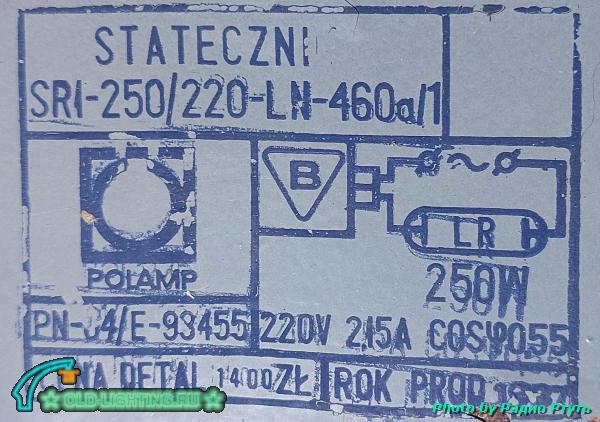 STATECZNI
SRI-250/220-LN-460a/1
B
~
LR
POLAMP
250W
PN-84/E-93455
220V 2,15A COSφ0.55
CENA DETAL 1400ZŁ
ROK PROD
OLD-LIGHTING.RU
Photo by Радио Ртуть